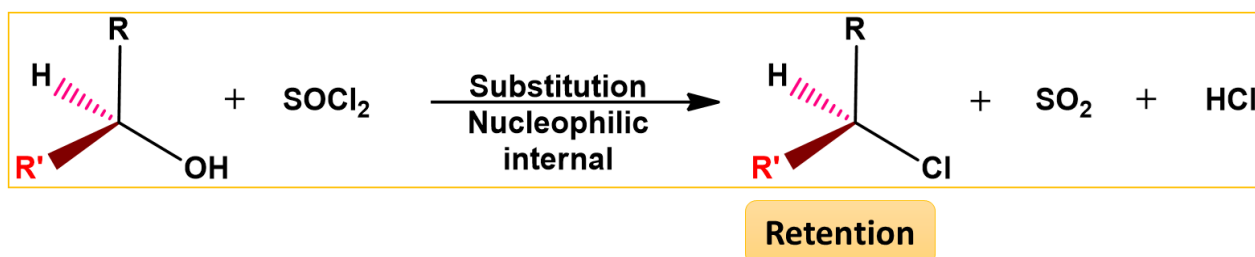 R
H
R'
OH
+
SOCl₂
Substitution
Nucleophilic
internal
R
H
R'
Cl
+
SO₂
+
HCl
Retention